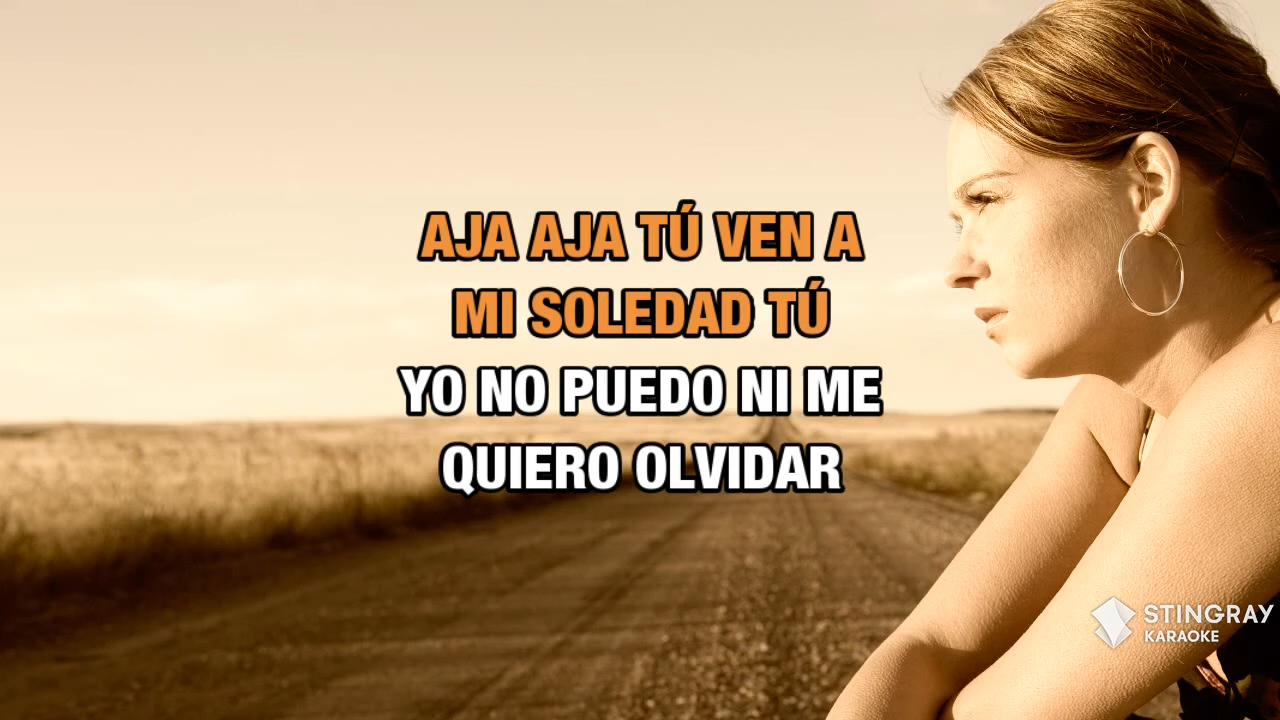 AJA AJA TÚ VEN A
MI SOLEDAD TÚ
YO NO PUEDO NI ME
QUIERO OLVIDAR
STINGRAY
KARAOKE